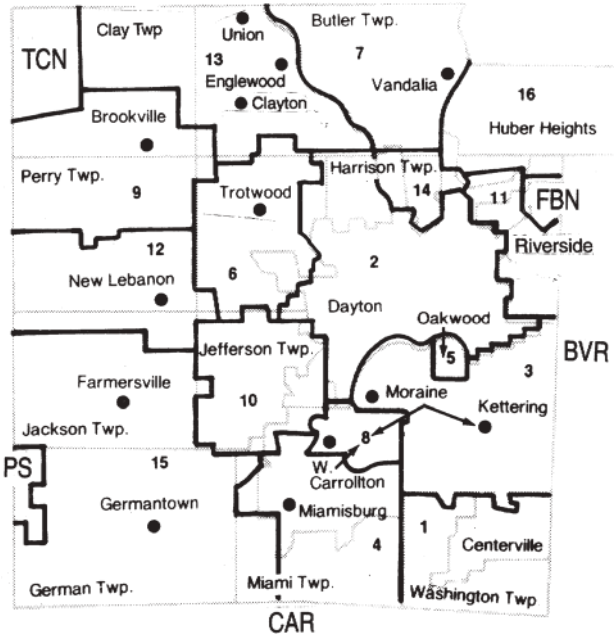 Clay Twp
TCN
Union
Butler Twp.
13
7
Englewood
Vandalia
Clayton
16
Brookville
Huber Heights
Perry Twp.
Harrison Twp.
9
Trotwood
14
11
FBN
Riverside
12
New Lebanon
6
2
Dayton
Oakwood
Jefferson Twp.
5
3
BVR
Farmersville
10
Moraine
Kettering
Jackson Twp.
8
PS
15
W.
Carrollton
Germantown
Miamisburg
1
4
Centerville
German Twp.
Miami Twp.
Washington Twp
CAR